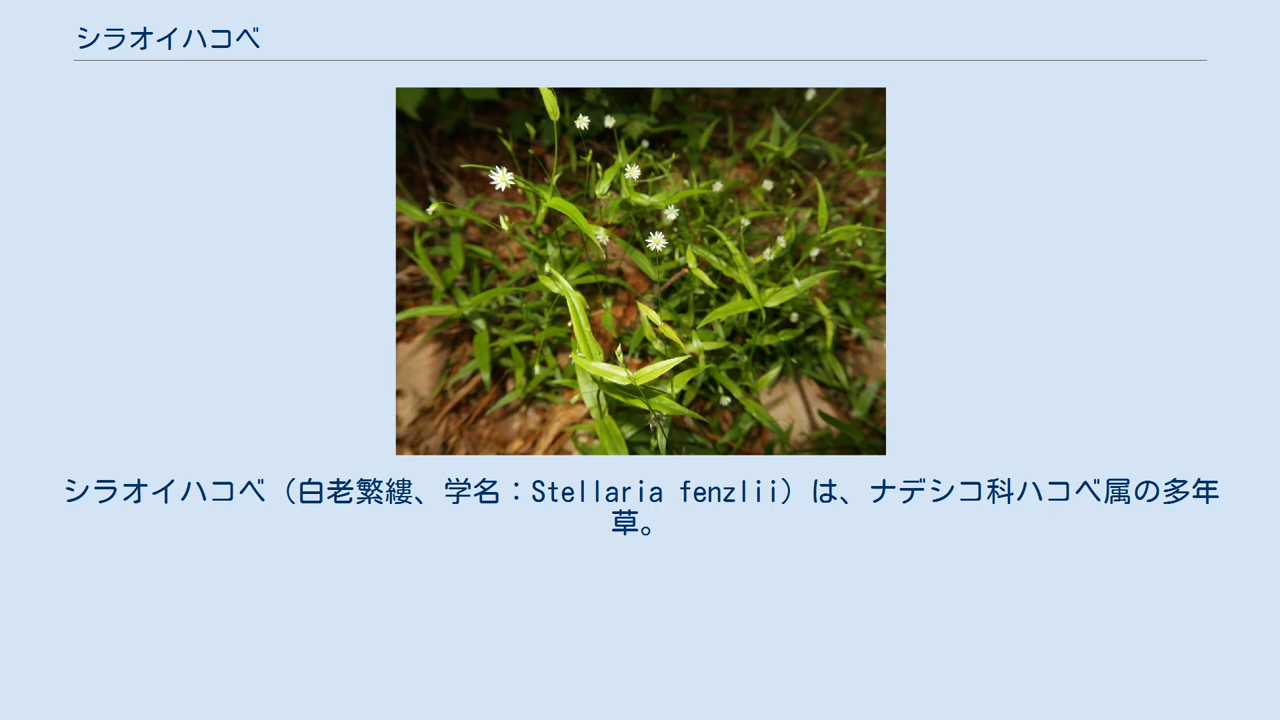 シラオイハコベ
シラオイハコベ（白老繁縷、学名：Stellaria fenzlii）は、ナデシコ科ハコベ属の多年
草。